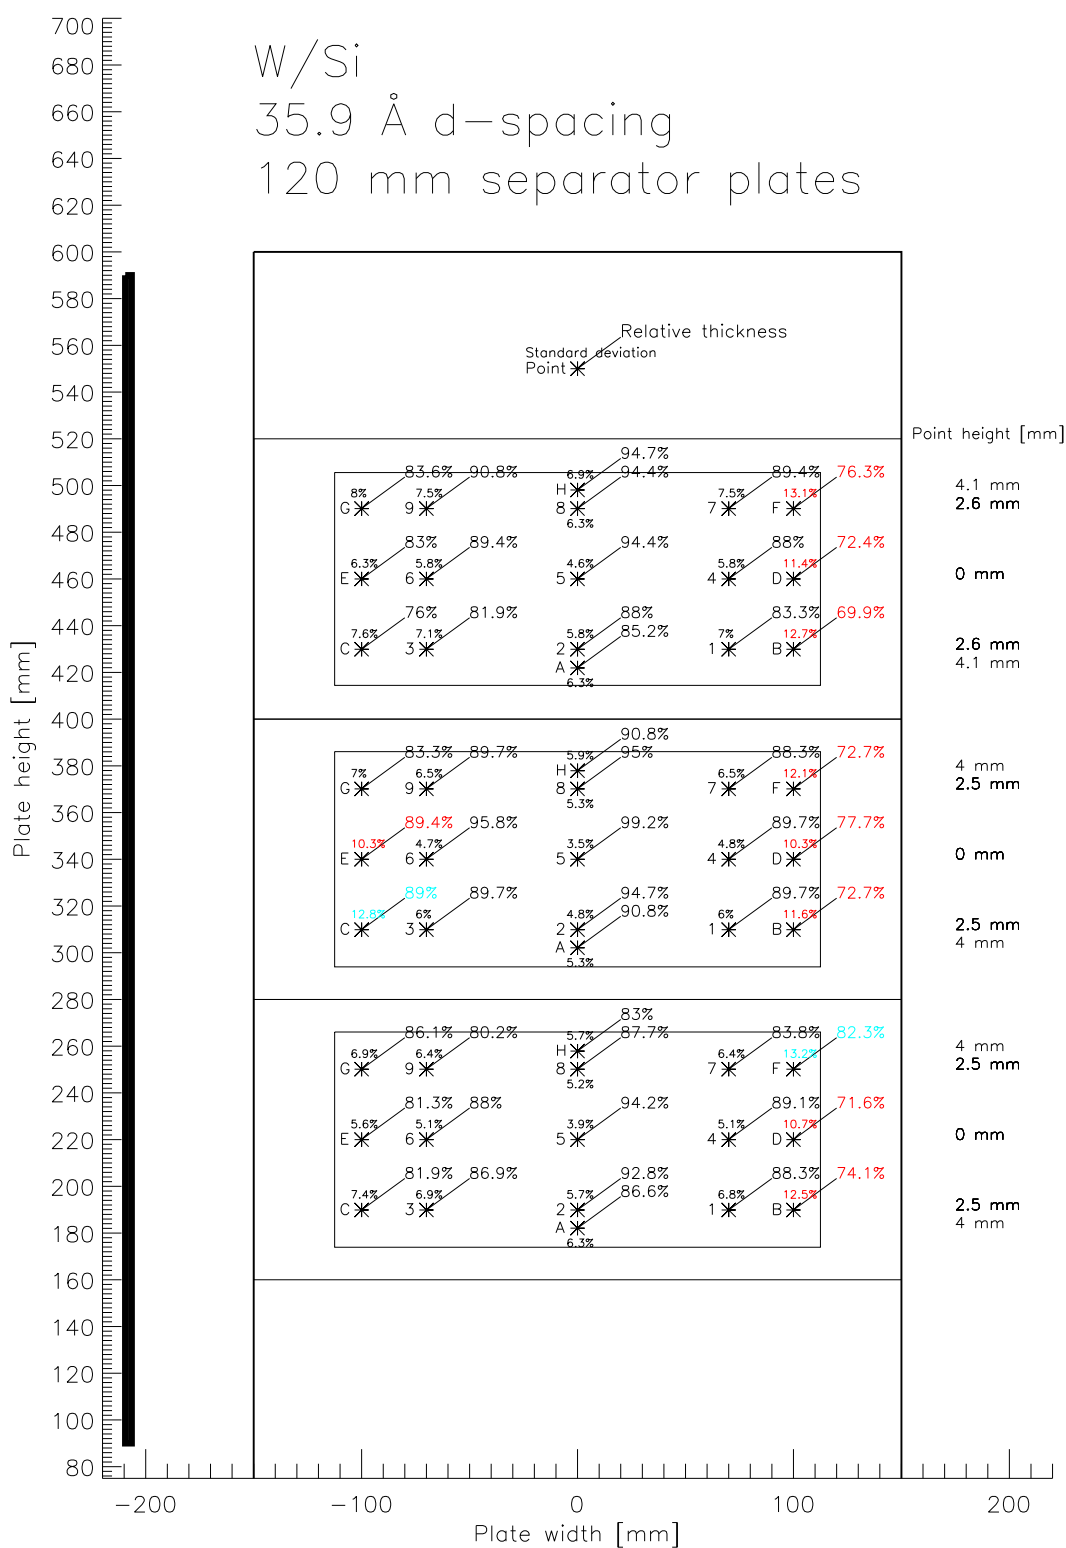 W/Si
35.9 Å d-spacing
120 mm separator plates
Relative thickness
Standard deviation
Point
Point height [mm]
94.7%
83.6% 90.8% 6.9% 94.4% 89.4% 76.3%
8% 7.5% H 7.5% 13.1% 4.1 mm
G 9 8 7 F 2.6 mm
6.3%
83% 89.4% 94.4% 88% 72.4%
6.3% 5.8% 4.6% 5.8% 11.4%
E 6 5 4 D 0 mm
76% 81.9% 88% 83.3% 69.9%
7.6% 7.1% 5.8% 85.2% 7% 12.7%
C 3 2 1 B 2.6 mm
A 4.1 mm
6.3%
90.8%
83.3% 89.7% 5.9% 95% 88.3% 72.7%
7% 6.5% H 6.5% 12.1% 4 mm
G 9 8 7 F 2.5 mm
5.3%
89.4% 95.8% 99.2% 89.7% 77.7%
10.3% 4.7% 3.5% 4.8% 10.3%
E 6 5 4 D 0 mm
89% 89.7% 94.7% 89.7% 72.7%
12.8% 6% 4.8% 90.8% 6% 11.6%
C 3 2 1 B 2.5 mm
A 4 mm
5.3%
83%
86.1% 80.2% 5.7% 87.7% 83.8% 82.3%
6.9% 6.4% H 6.4% 13.2% 4 mm
G 9 8 7 F 2.5 mm
5.2%
81.3% 88% 94.2% 89.1% 71.6%
5.6% 5.1% 3.9% 5.1% 10.7%
E 6 5 4 D 0 mm
81.9% 86.9% 92.8% 88.3% 74.1%
7.4% 6.9% 5.7% 86.6% 6.8% 12.5%
C 3 2 1 B 2.5 mm
A 4 mm
6.3%
700
680
660
640
620
600
580
560
540
520
500
480
460
440
420
400
380
360
340
320
300
280
260
240
220
200
180
160
140
120
100
80
Plate height [mm]
-200 -100 0 100 200
Plate width [mm]